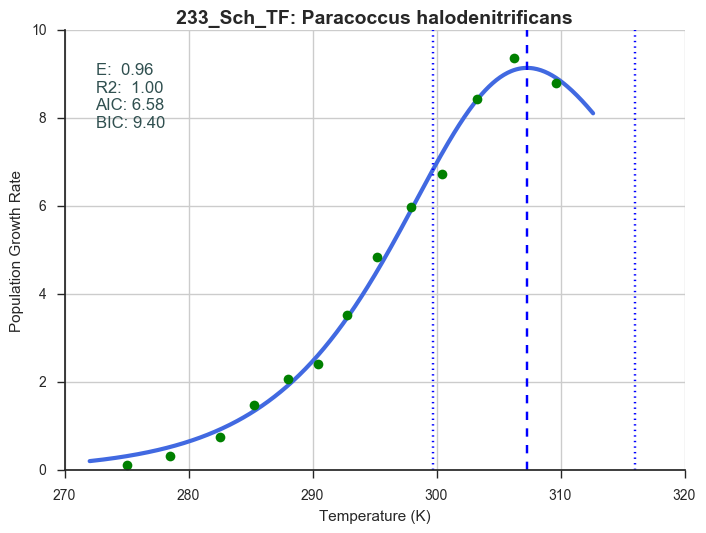 233_Sch_TF: Paracoccus halodenitrificans
E:  0.96
R2:  1.00
AIC: 6.58
BIC: 9.40
Population Growth Rate
10
8
6
4
2
0
270 280 290 300 310 320
Temperature (K)